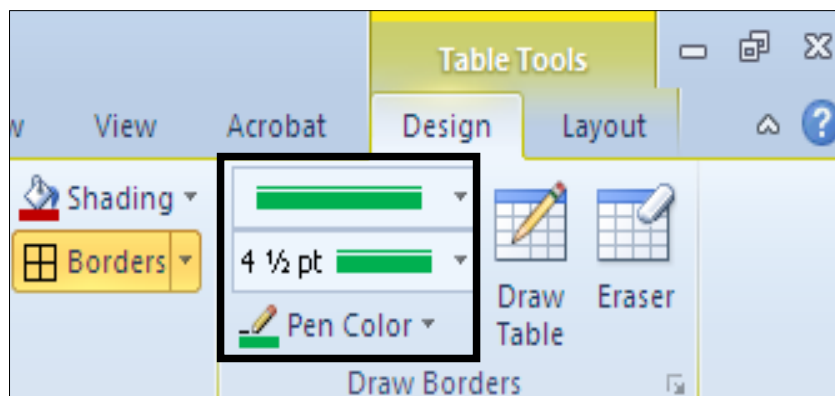 Table Tools
w View Acrobat Design Layout
Shading
Borders
4 ½ pt
Pen Color
Draw
Table
Eraser
Draw Borders